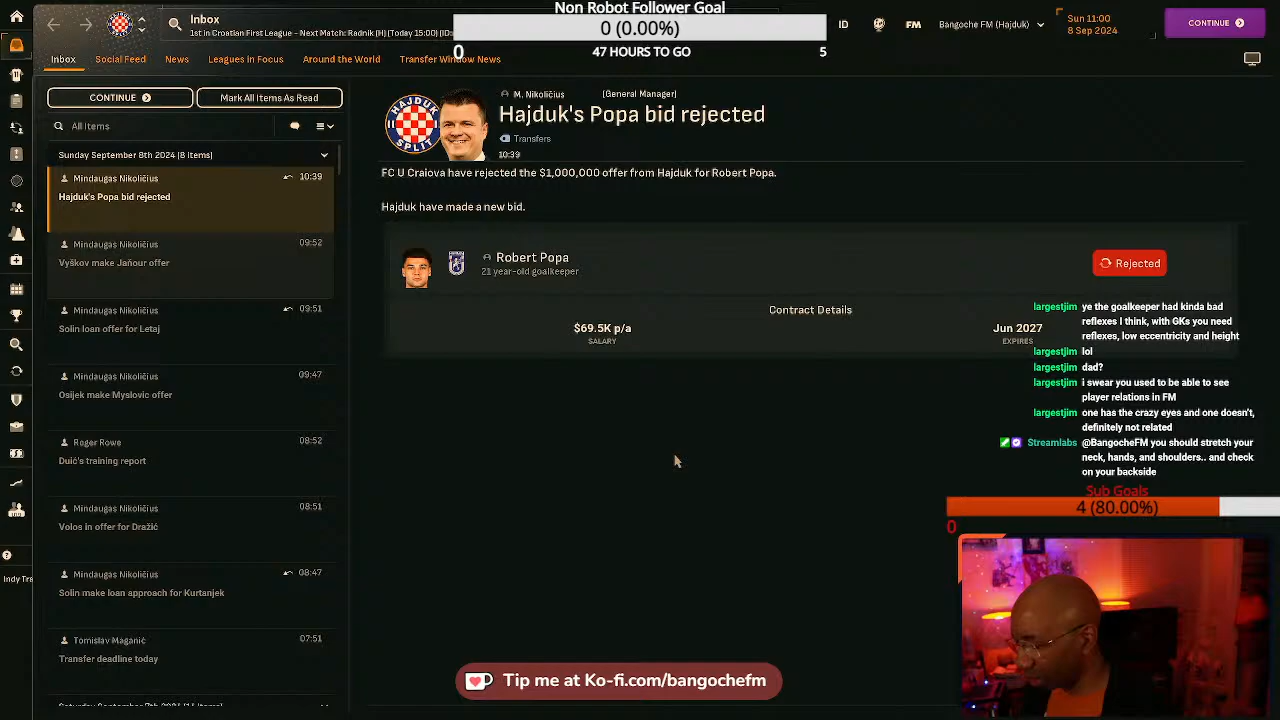 Non Robot Follower Goal
0 (0.00%)
0
47 HOURS TO GO
5
Inbox
1st in Croatian First League - Next Match: Radnik (H) [Today 15:00] (ID:
ID
FM
Bangoche FM (Hajduk)
Sun 11:00
8 Sep 2024
CONTINUE
Inbox
Social Feed
News
Leagues In Focus
Around the World
Transfer Window News
CONTINUE
Mark All Items As Read
All Items
Sunday September 8th 2024 (8 items)
Mindaugas Nikoličius
10:39
Hajduk's Popa bid rejected
Mindaugas Nikoličius
09:52
Vyškov make Jaňour offer
Mindaugas Nikoličius
09:51
Solin loan offer for Letaj
Mindaugas Nikoličius
09:47
Osijek make Myslovic offer
Roger Rowe
08:52
Duić's training report
Mindaugas Nikoličius
08:51
Volos in offer for Dražić
Mindaugas Nikoličius
08:47
Solin make loan approach for Kurtanjek
Tomislav Maganić
07:51
Transfer deadline today
HAJDUK
SPLIT
M. Nikoličius
[General Manager]
Hajduk's Popa bid rejected
Transfers
10:39
FC U Craiova have rejected the $1,000,000 offer from Hajduk for Robert Popa.
Hajduk have made a new bid.
Robert Popa
21 year-old goalkeeper
Rejected
Contract Details
$69.5K p/a
SALARY
Jun 2027
EXPIRES
largestjim ye the goalkeeper had kinda bad
reflexes I think, with GKs you need
reflexes, low eccentricity and height
largestjim lol
largestjim dad?
largestjim i swear you used to be able to see
player relations in FM
largestjim one has the crazy eyes and one doesn't,
definitely not related
Streamlabs @BangocheFM you should stretch your
neck, hands, and shoulders.. and check
on your backside
Sub Goals
4 (80.00%)
0
Indy Tra
Tip me at Ko-fi.com/bangochefm